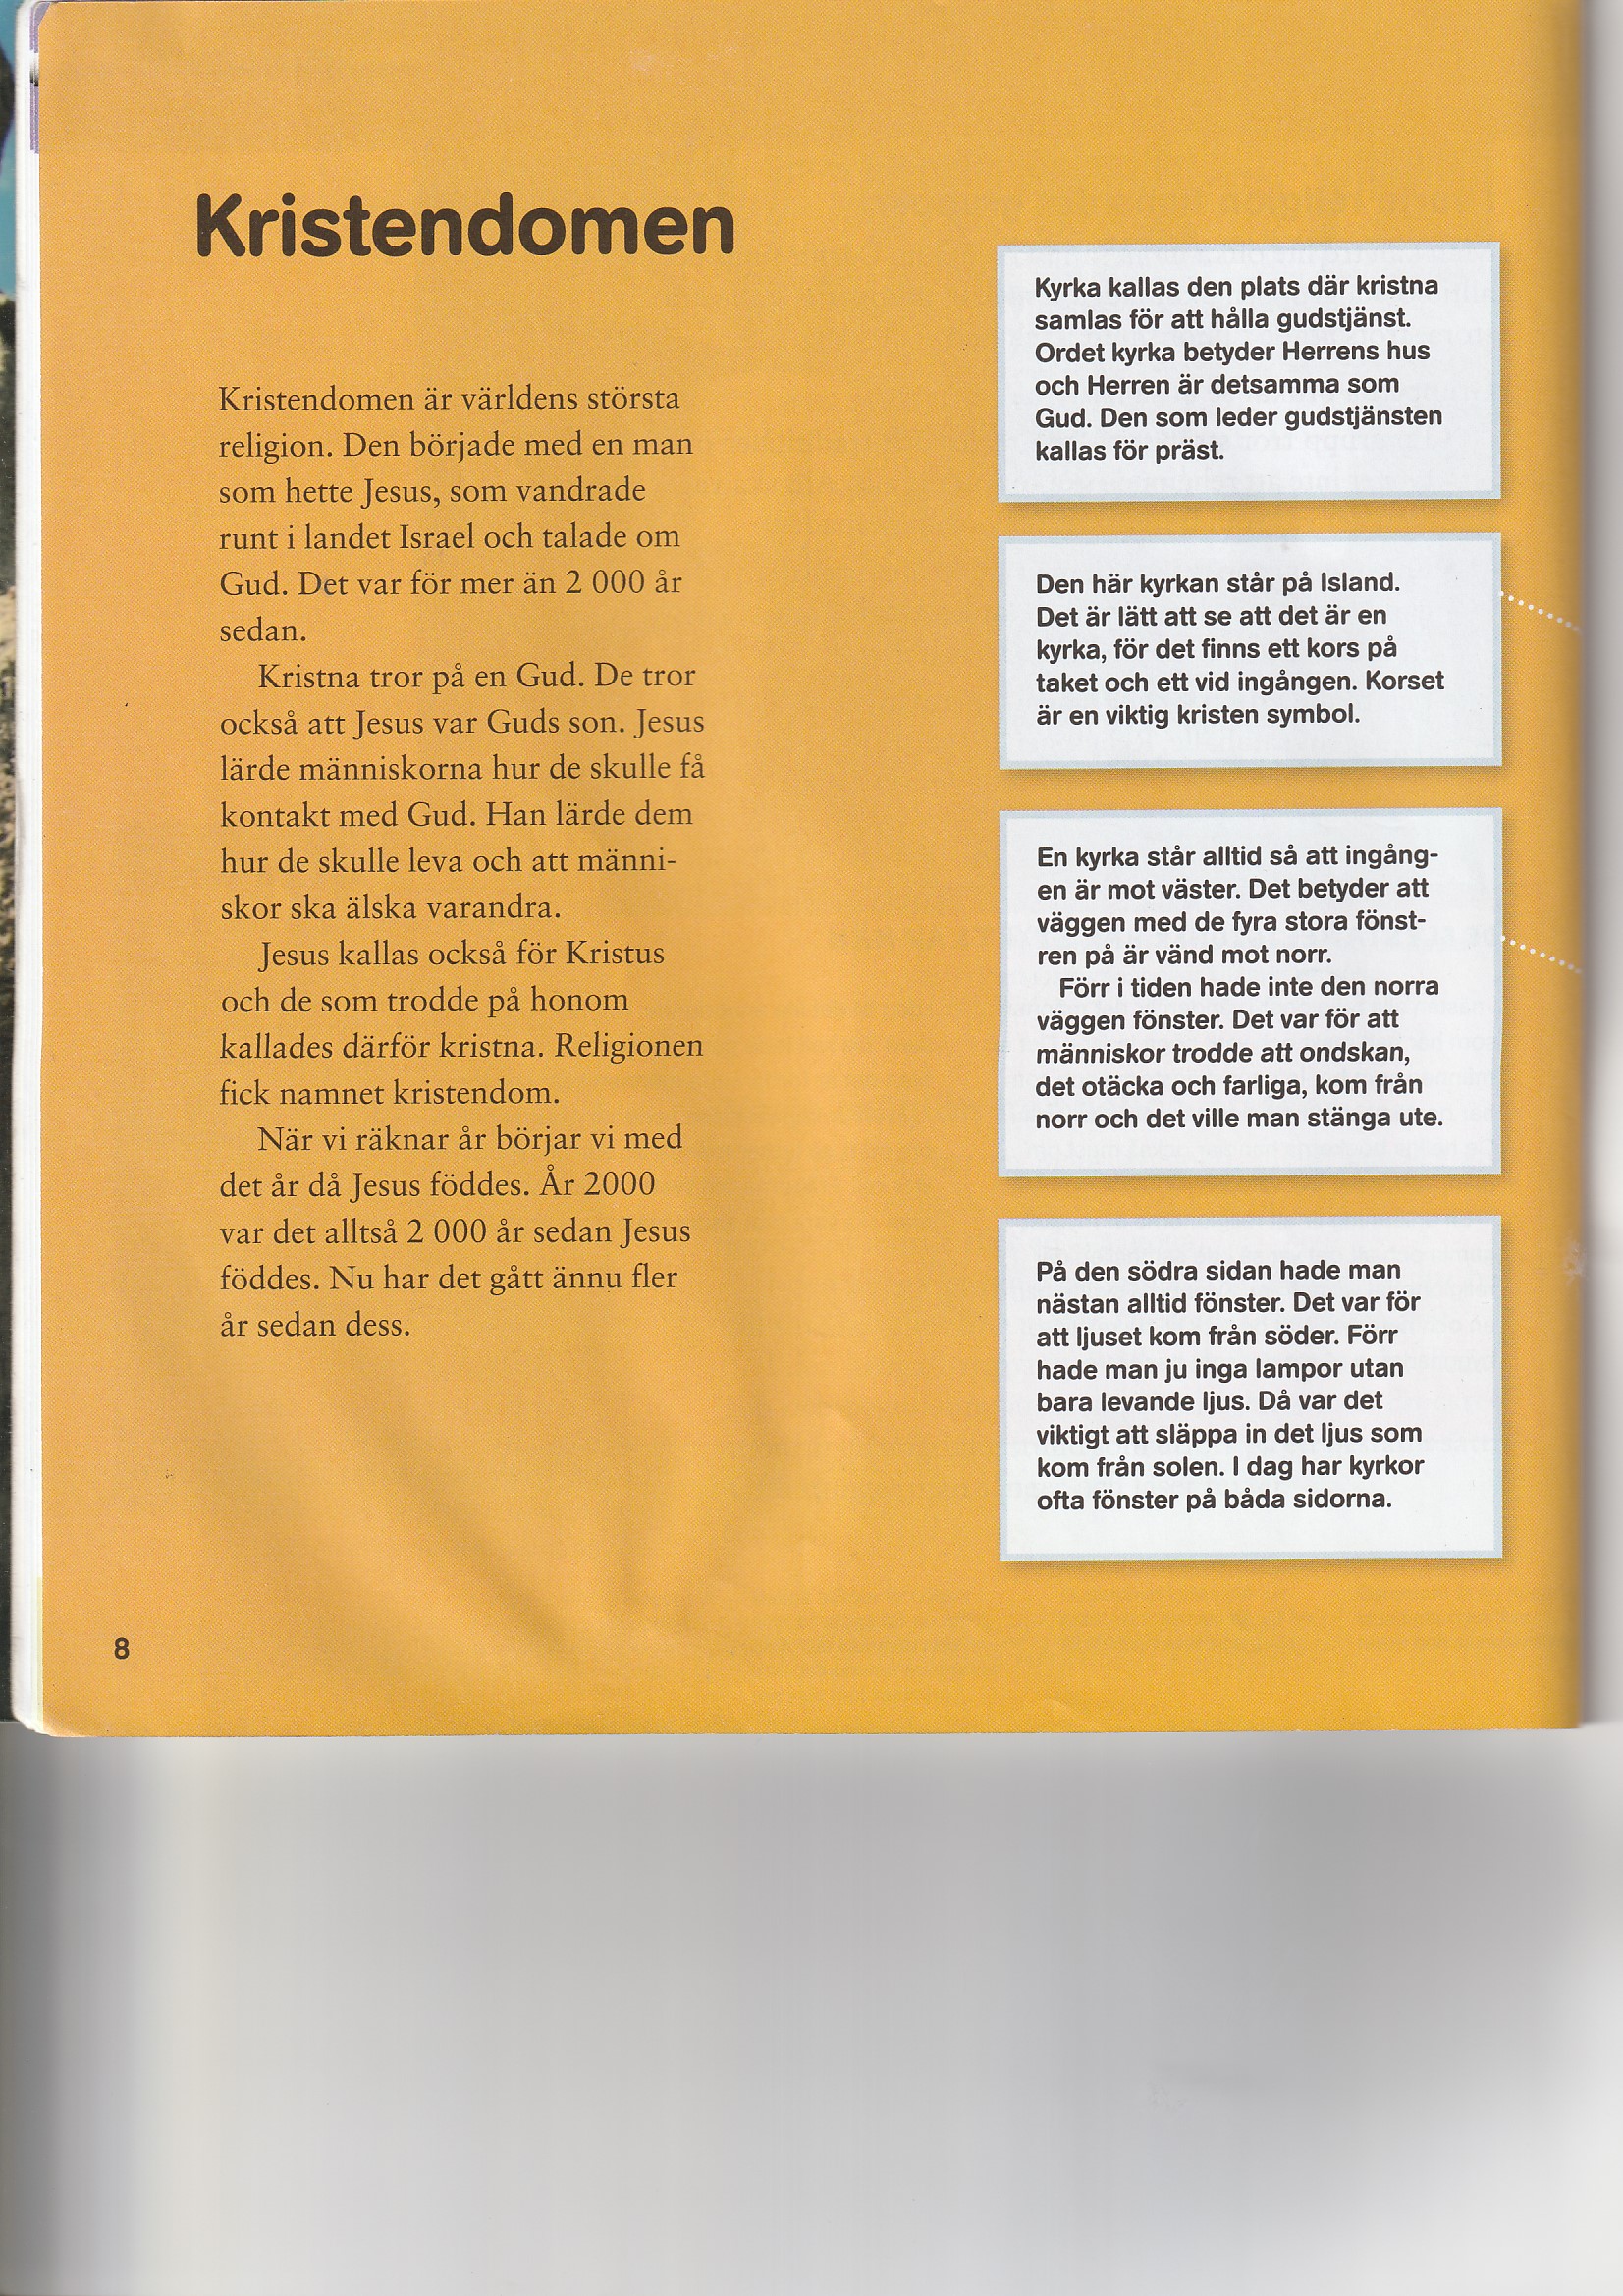 Kristendomen
Kristendomen är världens största
religion. Den började med en man
som hette Jesus, som vandrade
runt i landet Israel och talade om
Gud. Det var för mer än 2 000 år
sedan.
Kristna tror på en Gud. De tror
också att Jesus var Guds son. Jesus
lärde människorna hur de skulle få
kontakt med Gud. Han lärde dem
hur de skulle leva och att männi-
skor ska älska varandra.
Jesus kallas också för Kristus
och de som trodde på honom
kallades därför kristna. Religionen
fick namnet kristendom.
När vi räknar år börjar vi med
det år då Jesus föddes. År 2000
var det alltså 2 000 år sedan Jesus
föddes. Nu har det gått ännu fler
år sedan dess.
Kyrka kallas den plats där kristna
samlas för att hålla gudstjänst.
Ordet kyrka betyder Herrens hus
och Herren är detsamma som
Gud. Den som leder gudstjänsten
kallas för präst.
Den här kyrkan står på Island.
Det är lätt att se att det är en
kyrka, för det finns ett kors på
taket och ett vid ingången. Korset
är en viktig kristen symbol.
En kyrka står alltid så att ingång-
en är mot väster. Det betyder att
väggen med de fyra stora fönst-
ren på är vänd mot norr.
Förr i tiden hade inte den norra
väggen fönster. Det var för att
människor trodde att ondskan,
det otäcka och farliga, kom från
norr och det ville man stänga ute.
På den södra sidan hade man
nästan alltid fönster. Det var för
att ljuset kom från söder. Förr
hade man ju inga lampor utan
bara levande ljus. Då var det
viktigt att släppa in det ljus som
kom från solen. I dag har kyrkor
ofta fönster på båda sidorna.
8